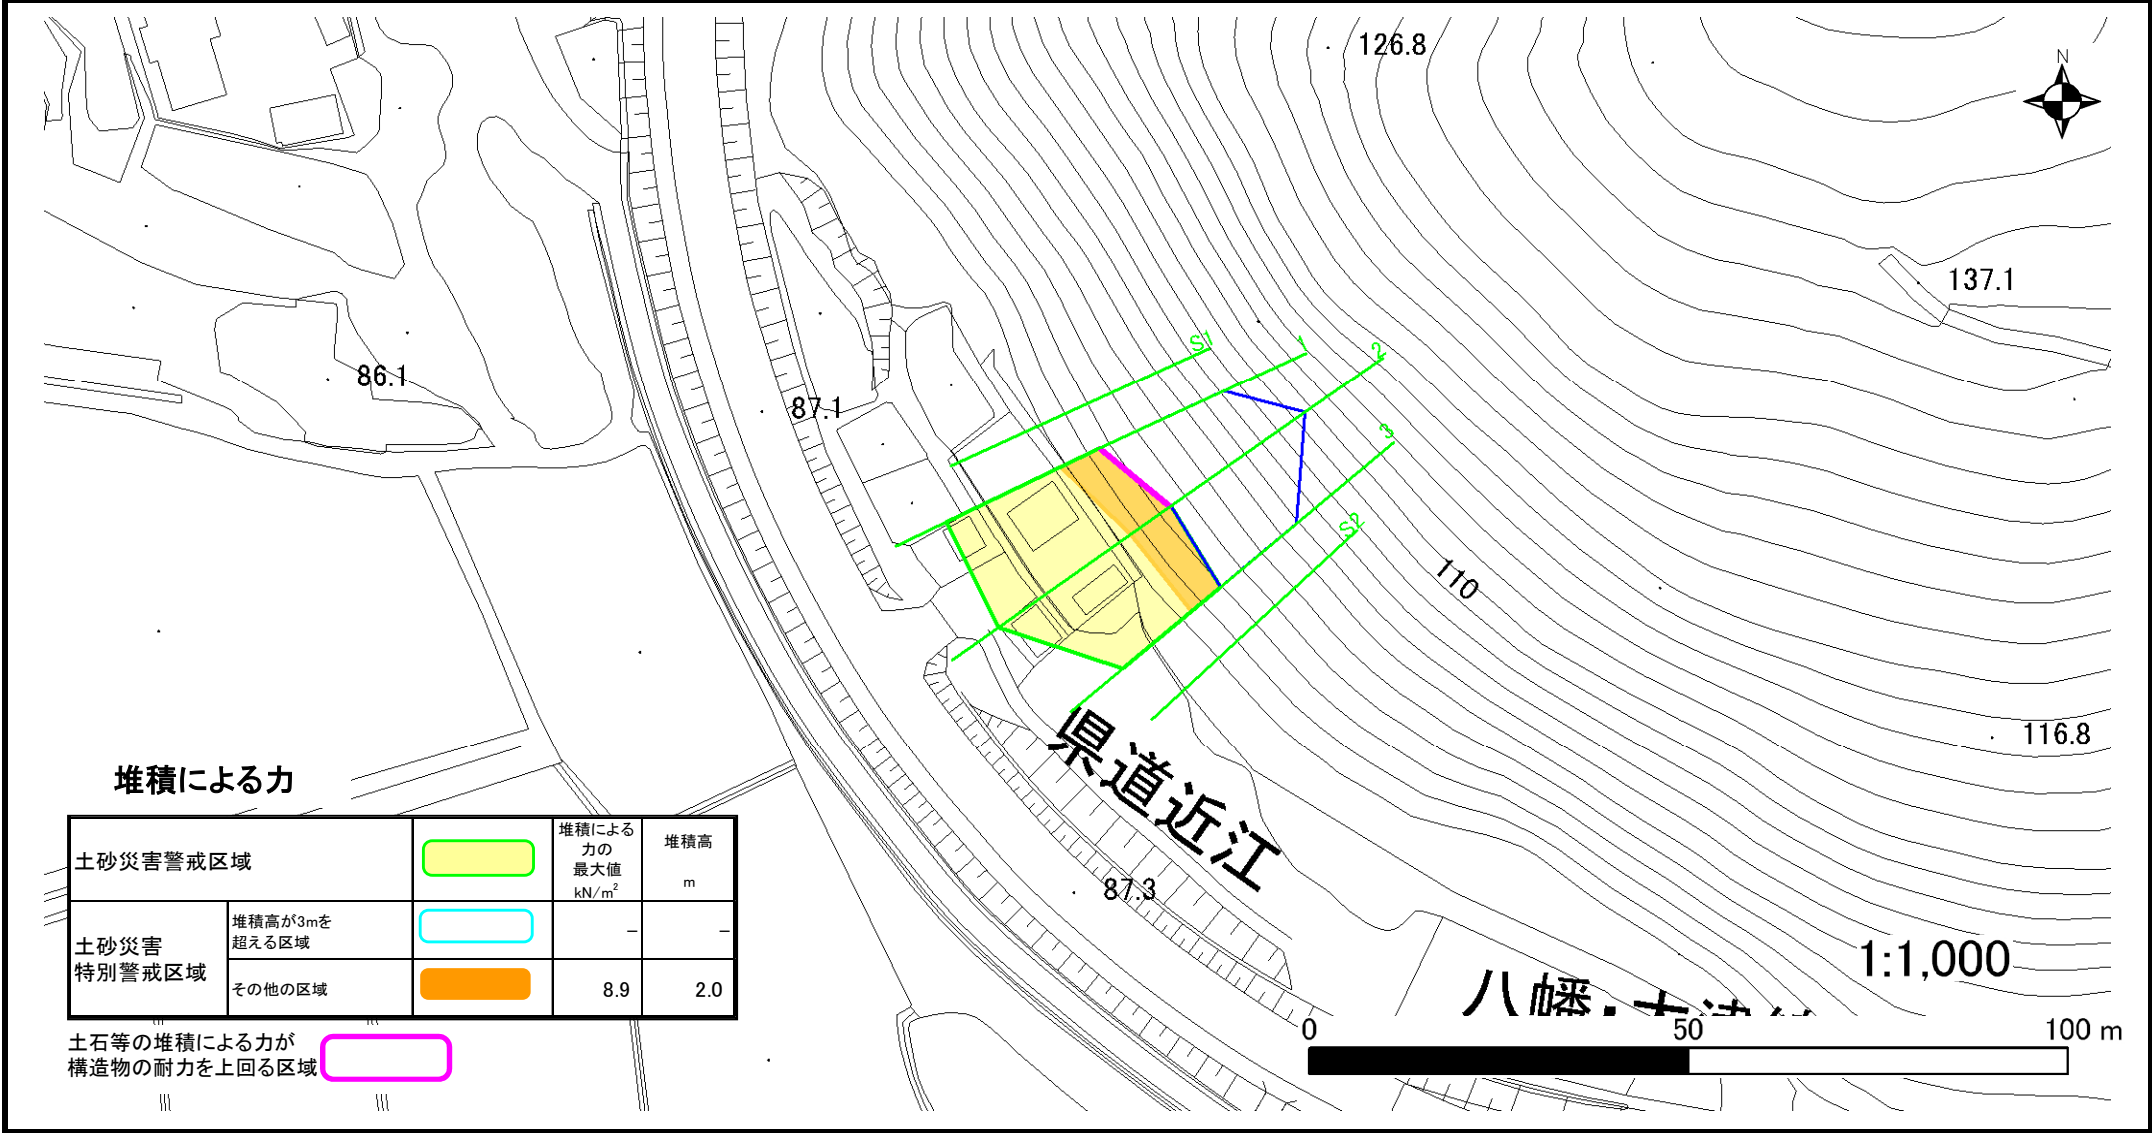 126.8
N
137.1
S1
1
2
86.1
87.1
3
S2
110
県道近江
116.8
87.3
八幡・大津線
1:1,000
0 50 100 m
堆積による力
土砂災害警戒区域
堆積による
力の
最大値
kN/m²
堆積高
m
土砂災害
特別警戒区域
堆積高が3mを
超える区域
－ －
その他の区域
8.9 2.0
土石等の堆積による力が
構造物の耐力を上回る区域